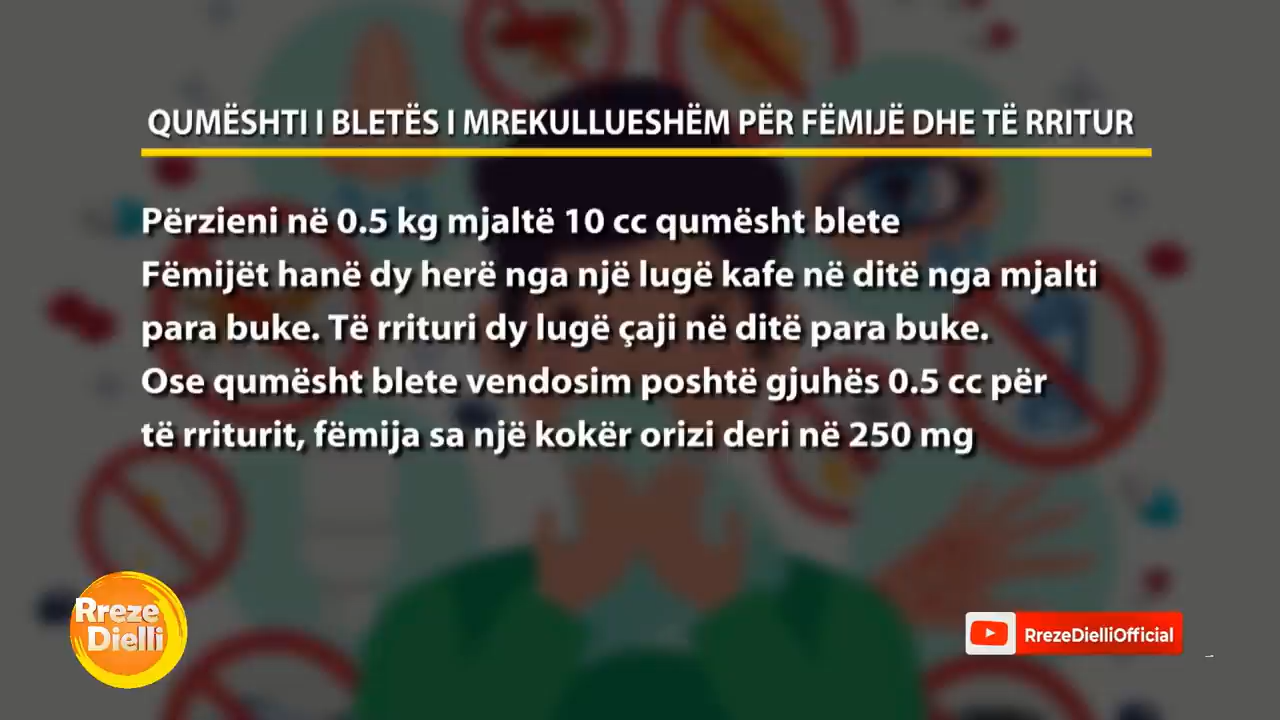 QUMËSHTI I BLETËS I MREKULLUESHËM PËR FËMIJË DHE TË RRITUR
Përzieni në 0.5 kg mjaltë 10 cc qumësht blete
Fëmijët hanë dy herë nga një lugë kafe në ditë nga mjalti
para buke. Të rrituri dy lugë çaji në ditë para buke.
Ose qumësht blete vendosim poshtë gjuhës 0.5 cc për
të rriturit, fëmija sa një kokër orizi deri në 250 mg
Rreze
Dielli
RrezeDielliOfficial